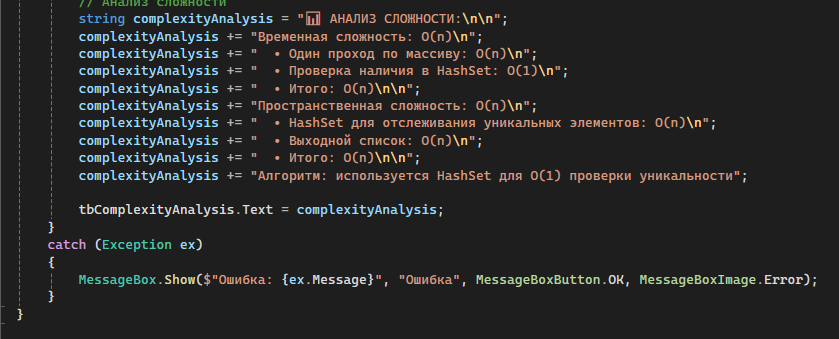 // Анализ сложности
string complexityAnalysis = "📊 АНАЛИЗ СЛОЖНОСТИ:\n\n";
complexityAnalysis += "Временная сложность: O(n)\n";
complexityAnalysis += "  • Один проход по массиву: O(n)\n";
complexityAnalysis += "  • Проверка наличия в HashSet: O(1)\n";
complexityAnalysis += "  • Итого: O(n)\n\n";
complexityAnalysis += "Пространственная сложность: O(n)\n";
complexityAnalysis += "  • HashSet для отслеживания уникальных элементов: O(n)\n";
complexityAnalysis += "  • Выходной список: O(n)\n";
complexityAnalysis += "  • Итого: O(n)\n\n";
complexityAnalysis += "Алгоритм: используется HashSet для O(1) проверки уникальности";
tbComplexityAnalysis.Text = complexityAnalysis;
}
catch (Exception ex)
{
MessageBox.Show($"Ошибка: {ex.Message}", "Ошибка", MessageBoxButton.OK, MessageBoxImage.Error);
}
}